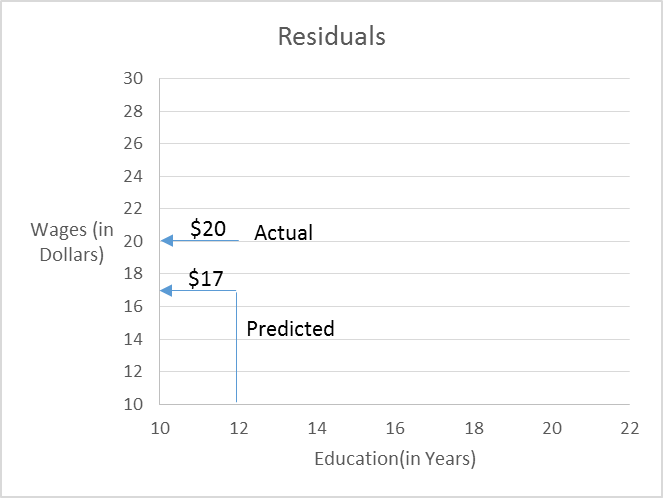 Residuals
30
28
26
24
22
20
18
16
14
12
10
Wages (in
Dollars)
$20 Actual
$17
Predicted
10 12 14 16 18 20 22
Education(in Years)